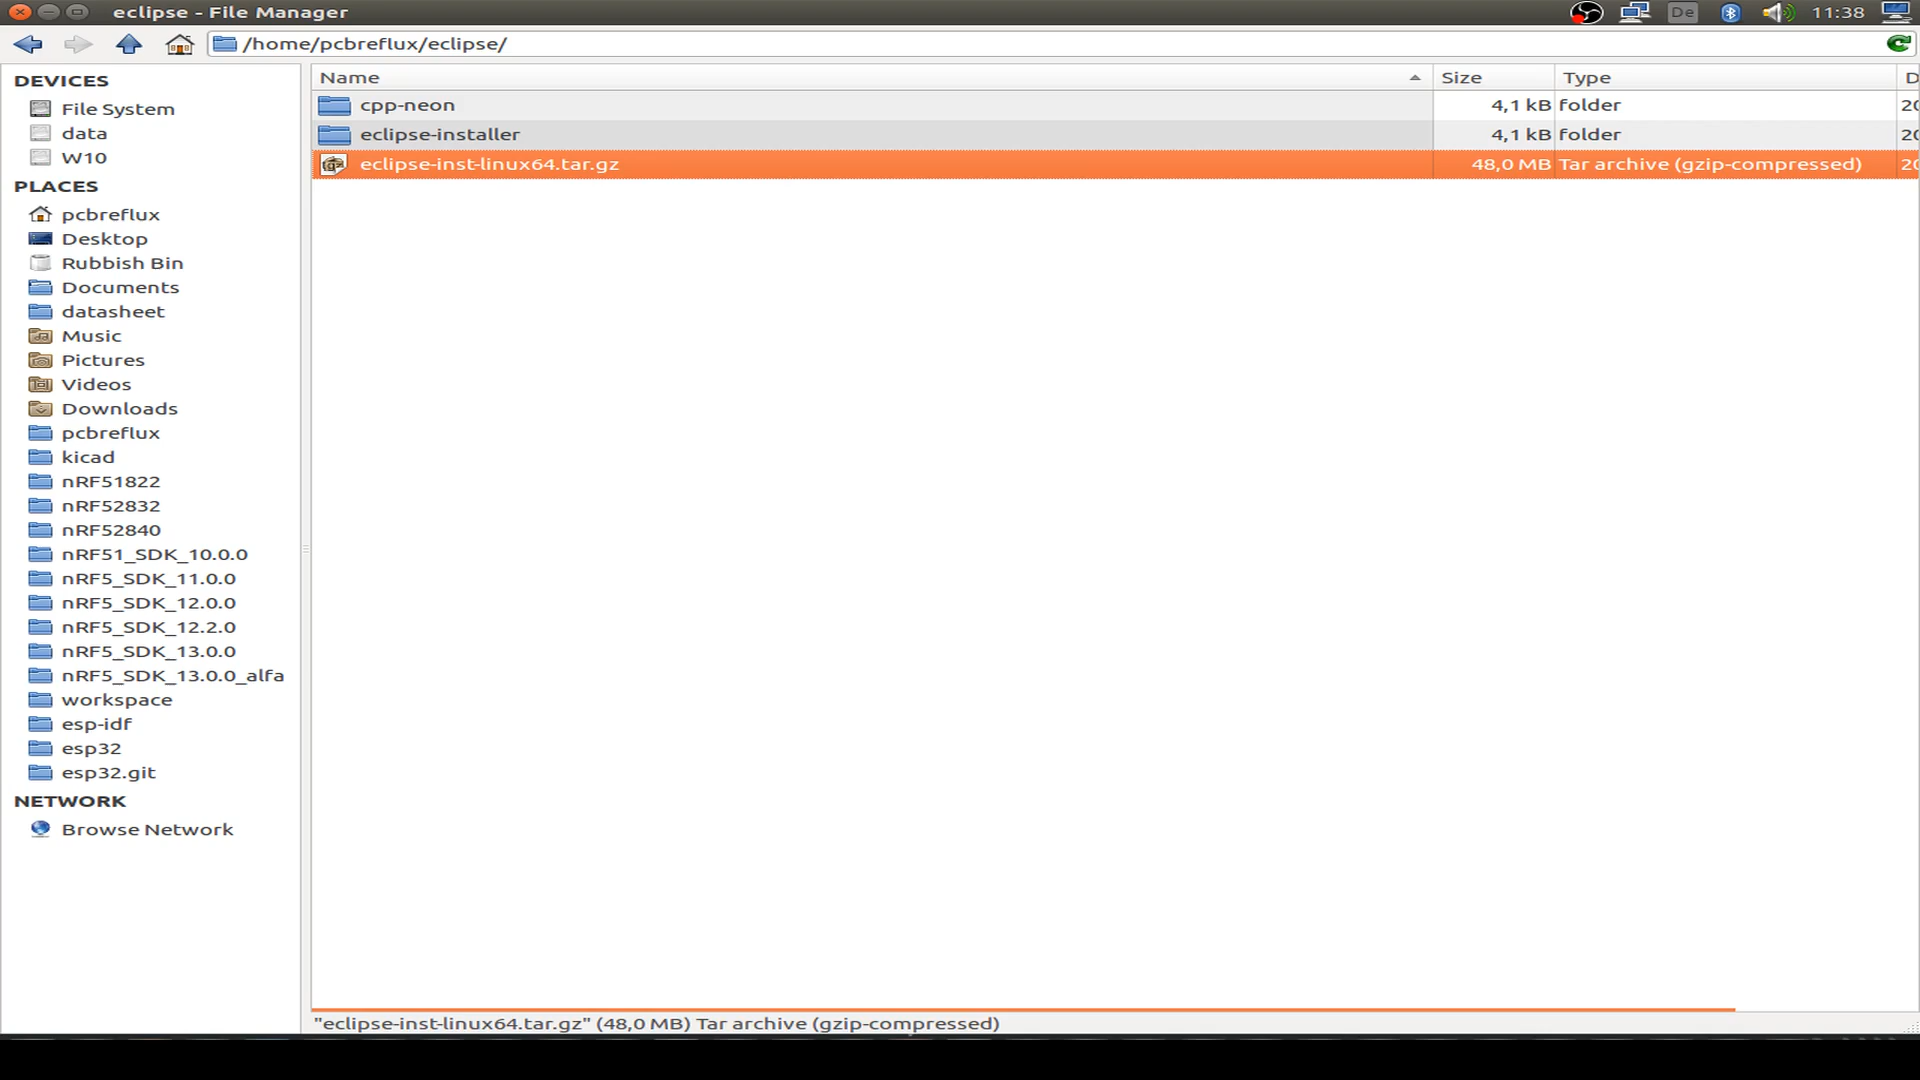 eclipse - File Manager
De
11:38
/home/pcbreflux/eclipse/
DEVICES
File System
data
W10
PLACES
pcbreflux
Desktop
Rubbish Bin
Documents
datasheet
Music
Pictures
Videos
Downloads
pcbreflux
kicad
nRF51822
nRF52832
nRF52840
nRF51_SDK_10.0.0
nRF5_SDK_11.0.0
nRF5_SDK_12.0.0
nRF5_SDK_12.2.0
nRF5_SDK_13.0.0
nRF5_SDK_13.0.0_alfa
workspace
esp-idf
esp32
esp32.git
NETWORK
Browse Network
Name Size Type D
cpp-neon 4,1 kB folder 20
eclipse-installer 4,1 kB folder 20
eclipse-inst-linux64.tar.gz 48,0 MB Tar archive (gzip-compressed) 20
"eclipse-inst-linux64.tar.gz" (48,0 MB) Tar archive (gzip-compressed)